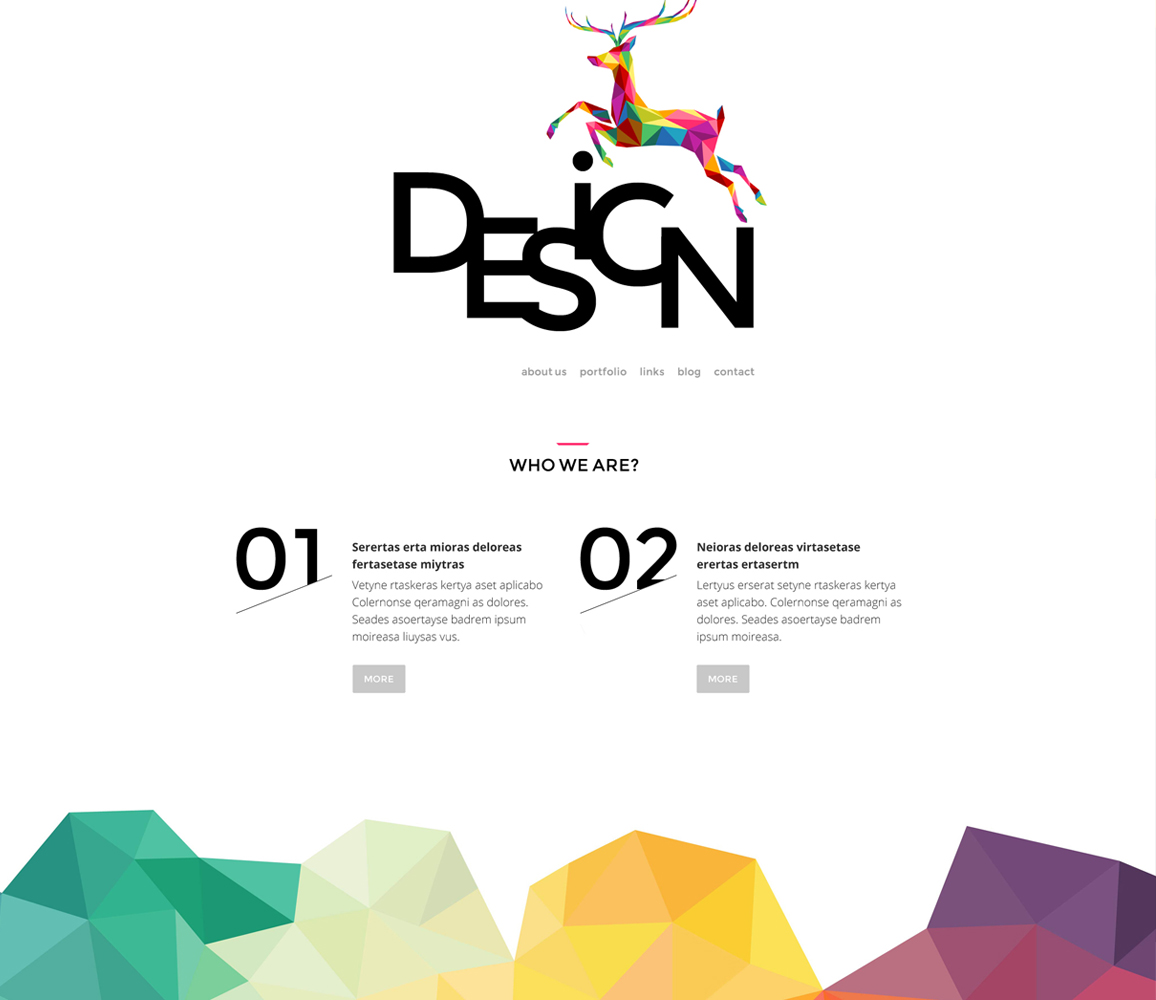 DESiGN
about us portfolio links blog contact
WHO WE ARE?
01
Serertas erta mioras deloreas
fertasetase miytras
Vetyne rtaskeras kertya aset aplicabo
Colernonse qeramagni as dolores.
Seades asoertayse badrem ipsum
moireasa liuysas vus.
MORE
02
Neioras deloreas virtasetase
erertas ertasertm
Lertyus erserat setyne rtaskeras kertya
aset aplicabo. Colernonse qeramagni as
dolores. Seades asoertayse badrem
ipsum moireasa.
MORE